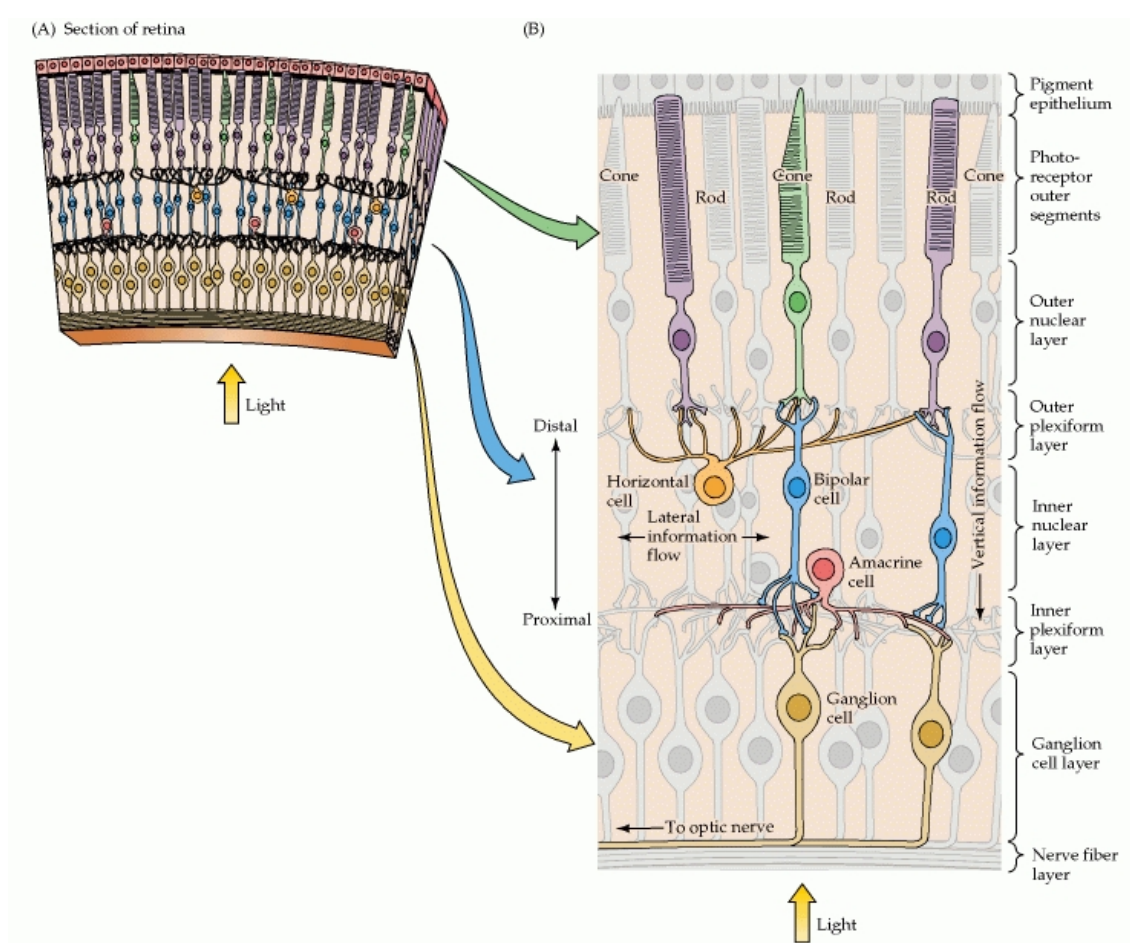 (A) Section of retina
(B)
Light
Distal
Proximal
Cone
Rod
Cone
Rod
Rod
Cone
Horizontal
cell
Bipolar
cell
Lateral
information
flow
Amacrine
cell
Vertical information flow
Ganglion
cell
To optic nerve
Light
Pigment
epithelium
Photo-
receptor
outer
segments
Outer
nuclear
layer
Outer
plexiform
layer
Inner
nuclear
layer
Inner
plexiform
layer
Ganglion
cell layer
Nerve fiber
layer